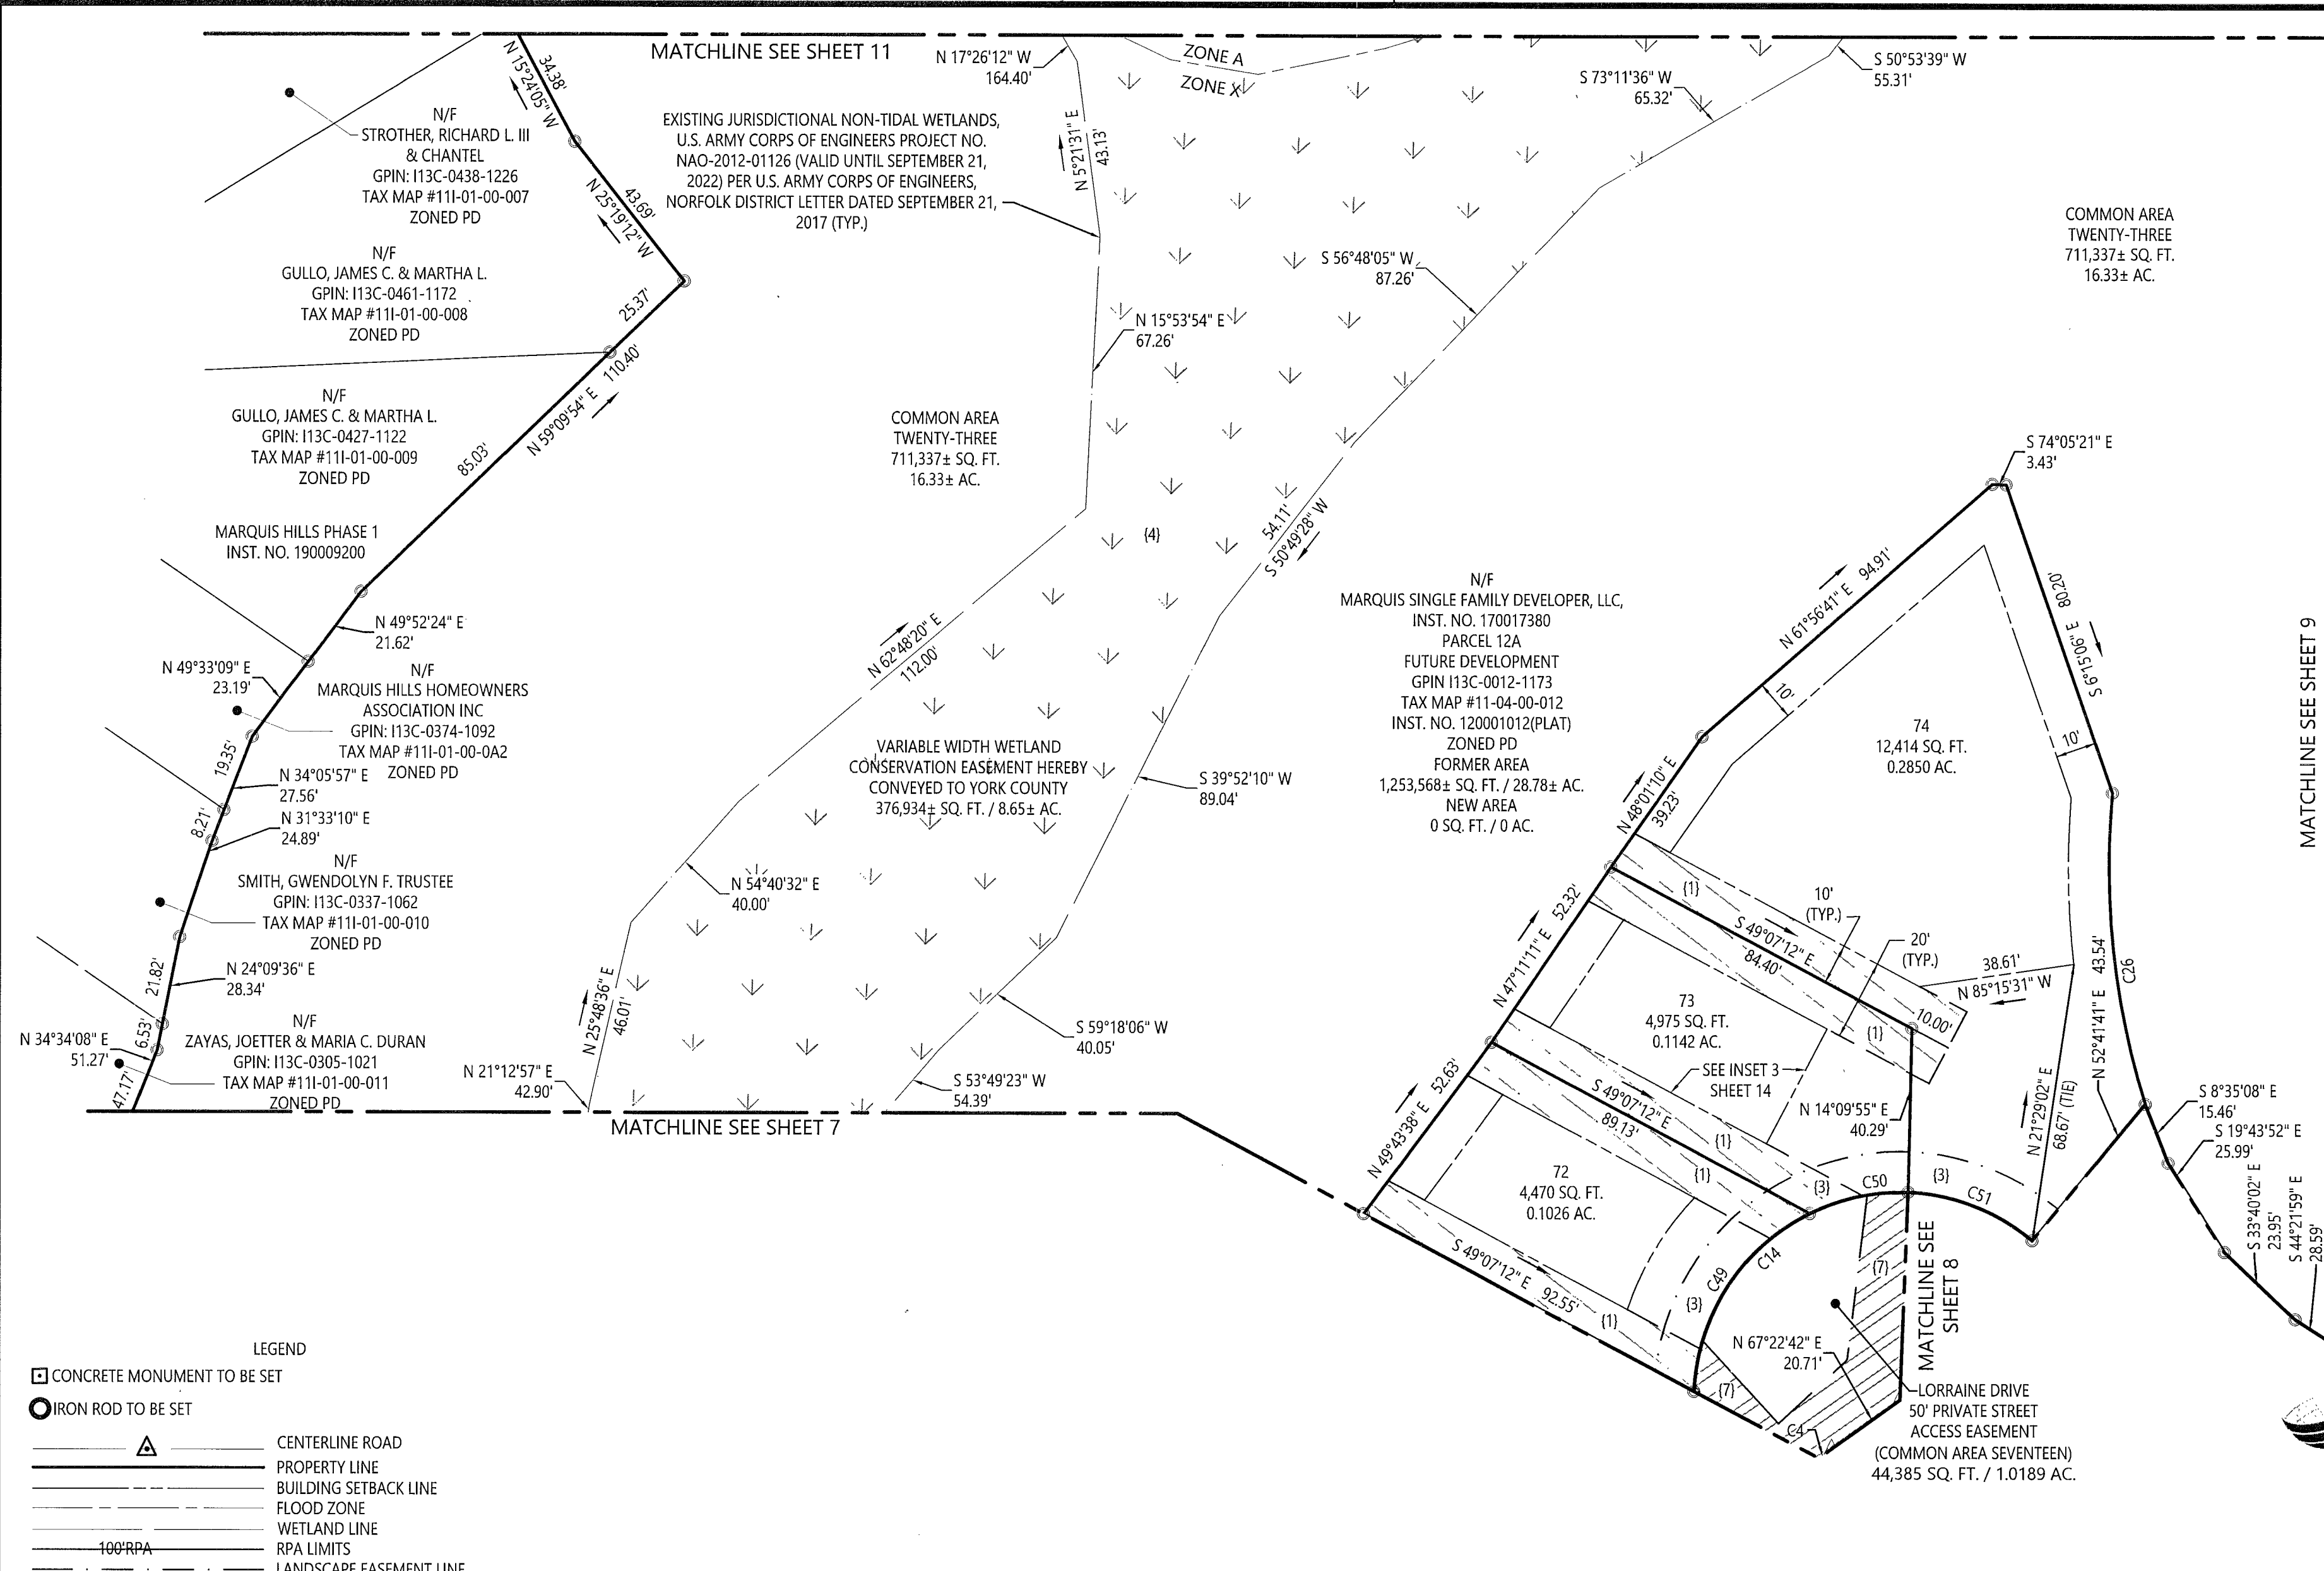 MATCHLINE SEE SHEET 11
N 15°24'05" W
34.38'
N/F
STROTHER, RICHARD L. III
& CHANTEL
GPIN: I13C-0438-1226
TAX MAP #11I-01-00-007
ZONED PD
N 25°19'12" W
43.69'
N/F
GULLO, JAMES C. & MARTHA L.
GPIN: I13C-0461-1172
TAX MAP #11I-01-00-008
ZONED PD
25.37'
110.40'
N 59°09'54" E
85.03'
N/F
GULLO, JAMES C. & MARTHA L.
GPIN: I13C-0427-1122
TAX MAP #11I-01-00-009
ZONED PD
MARQUIS HILLS PHASE 1
INST. NO. 190009200
N 49°52'24" E
21.62'
N 49°33'09" E
23.19'
N/F
MARQUIS HILLS HOMEOWNERS
ASSOCIATION INC
GPIN: I13C-0374-1092
TAX MAP #11I-01-00-0A2
ZONED PD
19.35'
N 34°05'57" E
27.56'
8.21'
N 31°33'10" E
24.89'
N/F
SMITH, GWENDOLYN F. TRUSTEE
GPIN: I13C-0337-1062
TAX MAP #11I-01-00-010
ZONED PD
21.82'
N 24°09'36" E
28.34'
6.53'
N 34°34'08" E
51.27'
47.17'
N/F
ZAYAS, JOETTER & MARIA C. DURAN
GPIN: I13C-0305-1021
TAX MAP #11I-01-00-011
ZONED PD
EXISTING JURISDICTIONAL NON-TIDAL WETLANDS,
U.S. ARMY CORPS OF ENGINEERS PROJECT NO.
NAO-2012-01126 (VALID UNTIL SEPTEMBER 21,
2022) PER U.S. ARMY CORPS OF ENGINEERS,
NORFOLK DISTRICT LETTER DATED SEPTEMBER 21,
2017 (TYP.)
N 17°26'12" W
164.40'
ZONE A
ZONE X
N 5°21'31" E
43.13'
S 73°11'36" W
65.32'
S 50°53'39" W
55.31'
S 56°48'05" W
87.26'
N 15°53'54" E
67.26'
COMMON AREA
TWENTY-THREE
711,337± SQ. FT.
16.33± AC.
COMMON AREA
TWENTY-THREE
711,337± SQ. FT.
16.33± AC.
{4}
54.11'
S 50°49'28" W
N 62°48'20" E
112.00'
VARIABLE WIDTH WETLAND
CONSERVATION EASEMENT HEREBY
CONVEYED TO YORK COUNTY
376,934± SQ. FT. / 8.65± AC.
S 39°52'10" W
89.04'
N 54°40'32" E
40.00'
N 25°48'36" E
46.01'
N 21°12'57" E
42.90'
S 59°18'06" W
40.05'
S 53°49'23" W
54.39'
MATCHLINE SEE SHEET 7
N/F
MARQUIS SINGLE FAMILY DEVELOPER, LLC,
INST. NO. 170017380
PARCEL 12A
FUTURE DEVELOPMENT
GPIN I13C-0012-1173
TAX MAP #11-04-00-012
INST. NO. 120001012(PLAT)
ZONED PD
FORMER AREA
1,253,568± SQ. FT. / 28.78± AC.
NEW AREA
0 SQ. FT. / 0 AC.
S 74°05'21" E
3.43'
N 61°56'41" E 94.91'
S 6°15'06" E 80.20'
10'
10'
74
12,414 SQ. FT.
0.2850 AC.
N 48°01'10" E
39.23'
{1}
10'
(TYP.)
20'
(TYP.)
S 49°07'12" E
84.40'
38.61'
N 85°15'31" W
10.00'
{1}
N 47°11'11" E 52.32'
73
4,975 SQ. FT.
0.1142 AC.
SEE INSET 3
SHEET 14
N 14°09'55" E
40.29'
N 21°29'02" E
68.67' (TIE)
N 52°41'41" E 43.54'
C26
MATCHLINE SEE SHEET 9
S 8°35'08" E
15.46'
S 19°43'52" E
25.99'
S 33°40'02" E
23.95'
S 44°21'59" E
28.59'
N 49°43'38" E 52.63'
S 49°07'12" E
89.13'
{1}
{1}
72
4,470 SQ. FT.
0.1026 AC.
{3}
C50
{3}
C51
C14
C49
{3}
S 49°07'12" E 92.55'
{1}
{7}
{7}
C4
N 67°22'42" E
20.71'
MATCHLINE SEE
SHEET 8
LORRAINE DRIVE
50' PRIVATE STREET
ACCESS EASEMENT
(COMMON AREA SEVENTEEN)
44,385 SQ. FT. / 1.0189 AC.
LEGEND
CONCRETE MONUMENT TO BE SET
IRON ROD TO BE SET
CENTERLINE ROAD
PROPERTY LINE
BUILDING SETBACK LINE
FLOOD ZONE
WETLAND LINE
100'RPA RPA LIMITS
LANDSCAPE EASEMENT LINE